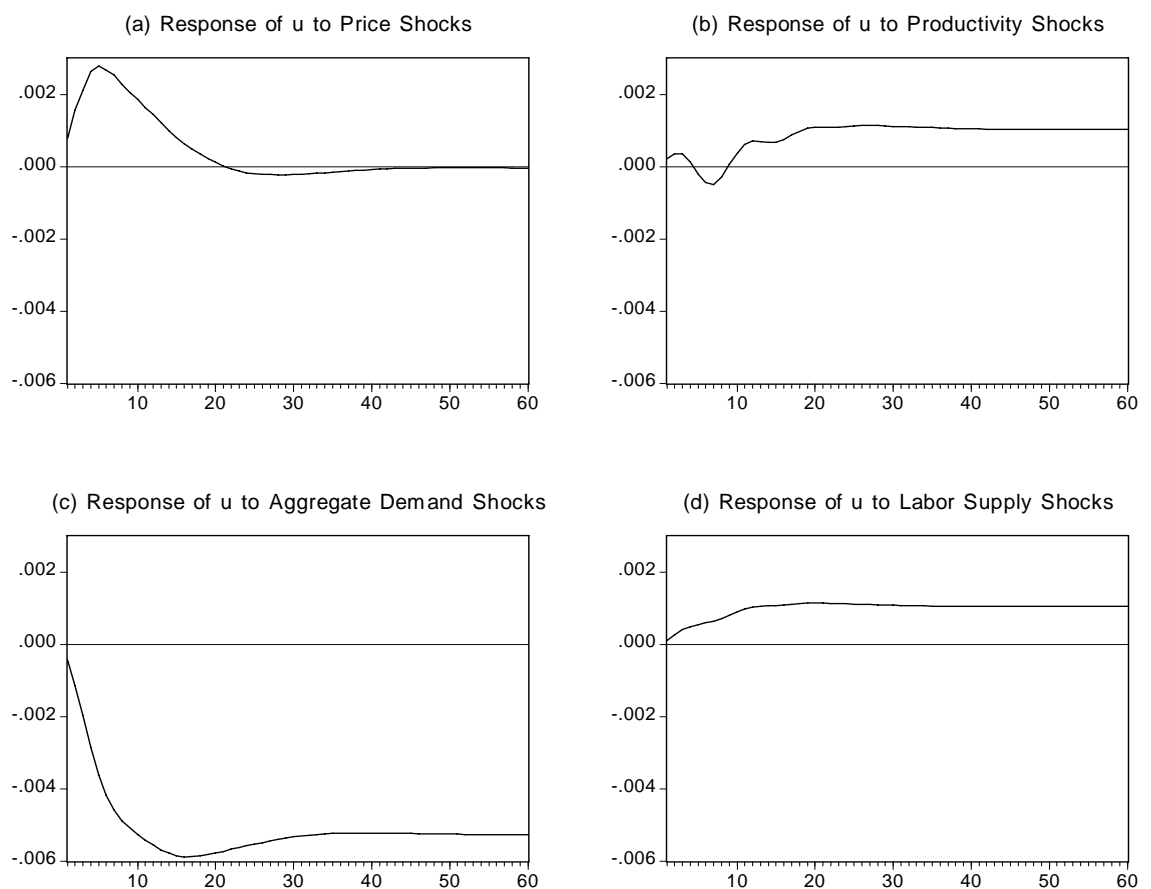 (a) Response of u to Price Shocks
.002
.000
-.002
-.004
-.006
10 20 30 40 50 60
(b) Response of u to Productivity Shocks
.002
.000
-.002
-.004
-.006
10 20 30 40 50 60
(c) Response of u to Aggregate Demand Shocks
.002
.000
-.002
-.004
-.006
10 20 30 40 50 60
(d) Response of u to Labor Supply Shocks
.002
.000
-.002
-.004
-.006
10 20 30 40 50 60